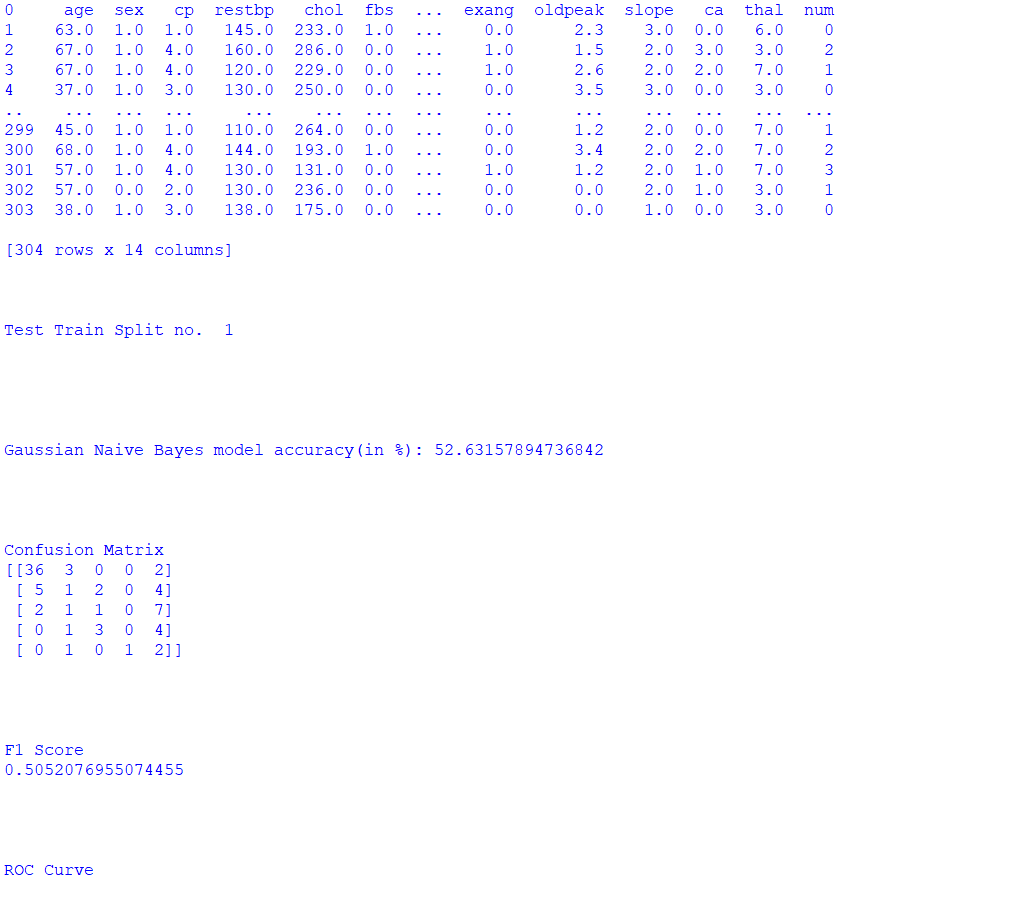 0 age sex cp restbp chol fbs ... exang oldpeak slope ca thal num
1 63.0 1.0 1.0 145.0 233.0 1.0 ... 0.0 2.3 3.0 0.0 6.0 0
2 67.0 1.0 4.0 160.0 286.0 0.0 ... 1.0 1.5 2.0 3.0 3.0 2
3 67.0 1.0 4.0 120.0 229.0 0.0 ... 1.0 2.6 2.0 2.0 7.0 1
4 37.0 1.0 3.0 130.0 250.0 0.0 ... 0.0 3.5 3.0 0.0 3.0 0
.. ... ... ... ... ... ... ... ... ... ... ... ... ...
299 45.0 1.0 1.0 110.0 264.0 0.0 ... 0.0 1.2 2.0 0.0 7.0 1
300 68.0 1.0 4.0 144.0 193.0 1.0 ... 0.0 3.4 2.0 2.0 7.0 2
301 57.0 1.0 4.0 130.0 131.0 0.0 ... 1.0 1.2 2.0 1.0 7.0 3
302 57.0 0.0 2.0 130.0 236.0 0.0 ... 0.0 0.0 2.0 1.0 3.0 1
303 38.0 1.0 3.0 138.0 175.0 0.0 ... 0.0 0.0 1.0 0.0 3.0 0
[304 rows x 14 columns]
Test Train Split no. 1
Gaussian Naive Bayes model accuracy(in %): 52.63157894736842
Confusion Matrix
[[36 3 0 0 2]
[ 5 1 2 0 4]
[ 2 1 1 0 7]
[ 0 1 3 0 4]
[ 0 1 0 1 2]]
F1 Score
0.5052076955074455
ROC Curve